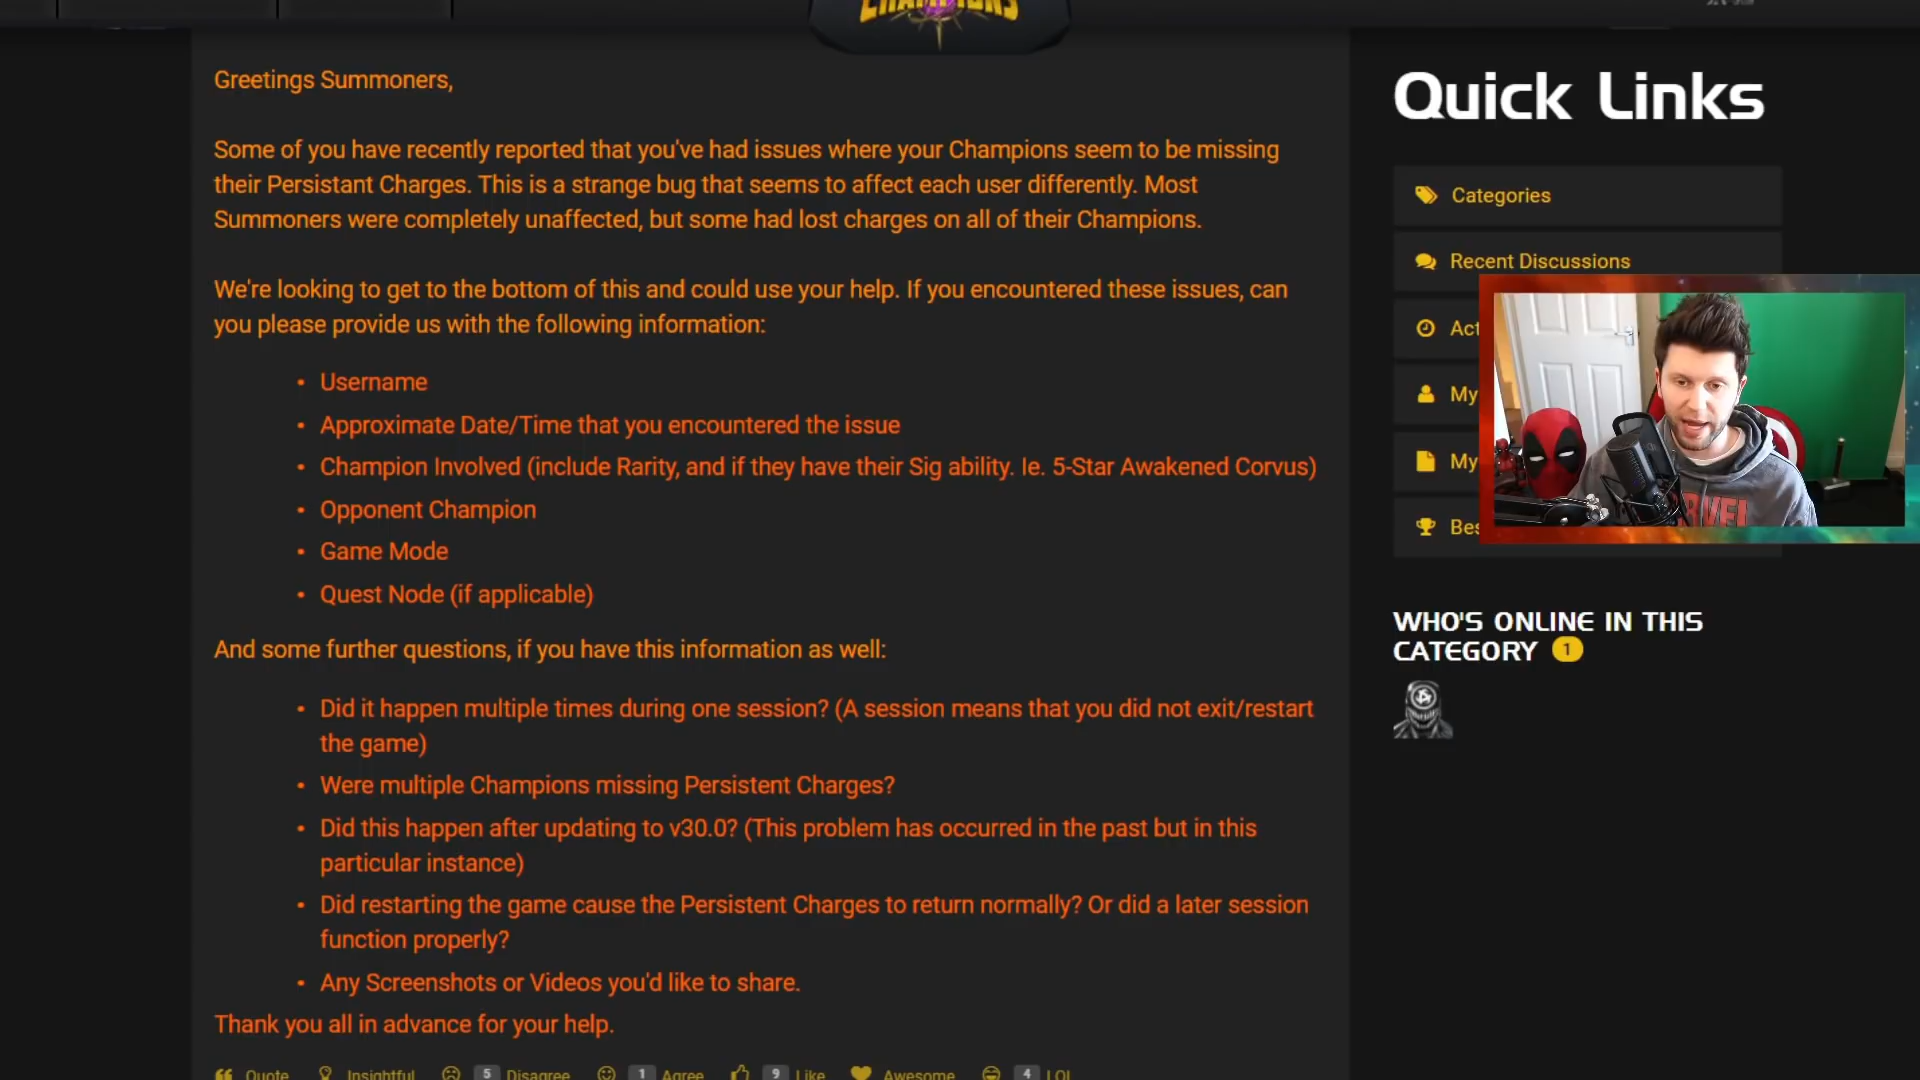 CHAMPIONS
Greetings Summoners,
Some of you have recently reported that you've had issues where your Champions seem to be missing
their Persistant Charges. This is a strange bug that seems to affect each user differently. Most
Summoners were completely unaffected, but some had lost charges on all of their Champions.
We're looking to get to the bottom of this and could use your help. If you encountered these issues, can
you please provide us with the following information:
• Username
• Approximate Date/Time that you encountered the issue
• Champion Involved (include Rarity, and if they have their Sig ability. Ie. 5-Star Awakened Corvus)
• Opponent Champion
• Game Mode
• Quest Node (if applicable)
And some further questions, if you have this information as well:
• Did it happen multiple times during one session? (A session means that you did not exit/restart
the game)
• Were multiple Champions missing Persistent Charges?
• Did this happen after updating to v30.0? (This problem has occurred in the past but in this
particular instance)
• Did restarting the game cause the Persistent Charges to return normally? Or did a later session
function properly?
• Any Screenshots or Videos you'd like to share.
Thank you all in advance for your help.
Quote Insightful 5 Disagree 1 Agree 9 Like Awesome 4 LOL
Quick Links
Categories
Recent Discussions
Act
My
My
Bes
MARVEL
WHO'S ONLINE IN THIS
CATEGORY 1